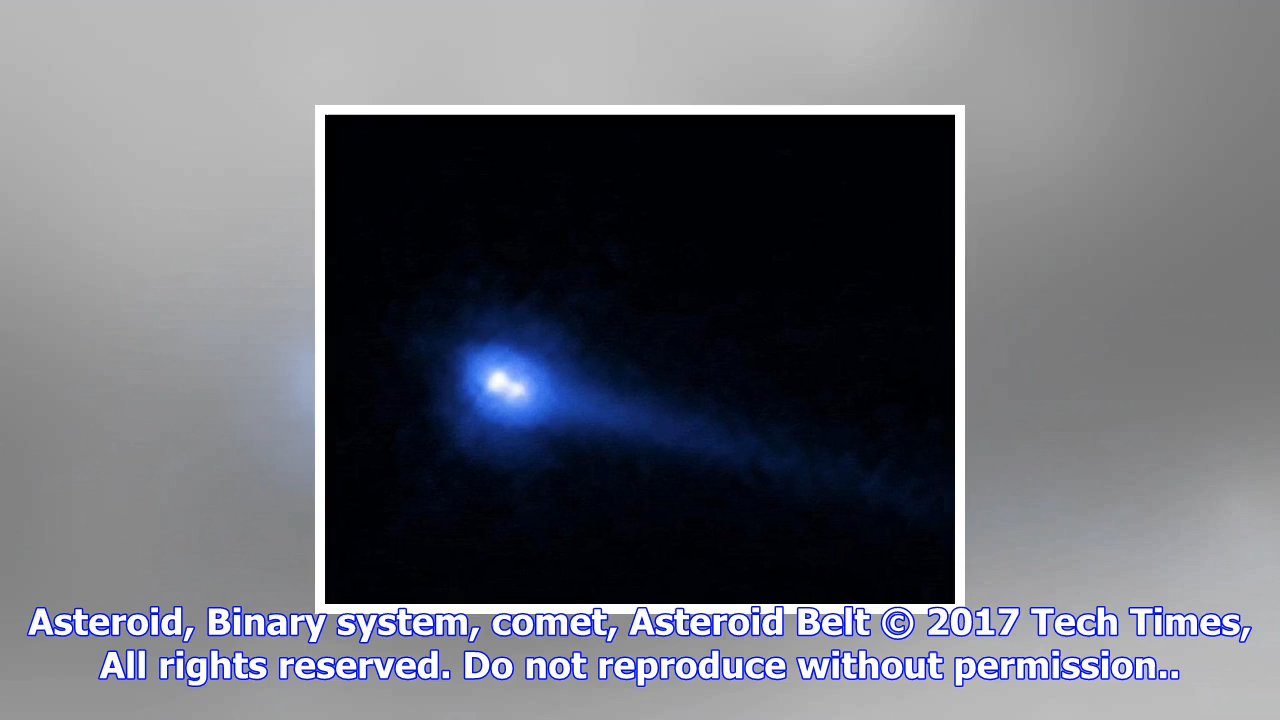 Asteroid, Binary system, comet, Asteroid Belt © 2017 Tech Times,
All rights reserved. Do not reproduce without permission..